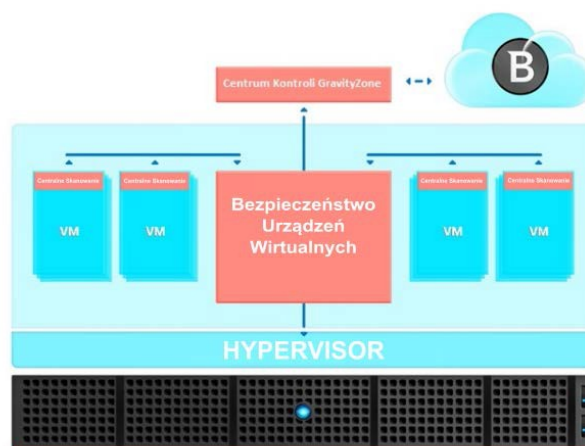 Centrum Kontroli GravityZone
B
Centralne Skanowanie
Centralne Skanowanie
Centralne Skanowanie
Centralne Skanowanie
VM
VM
Bezpieczeństwo
Urządzeń
Wirtualnych
VM
VM
HYPERVISOR